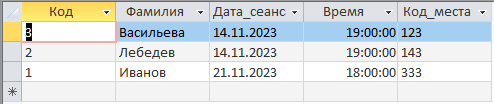 Код Фамилия Дата_сеанс Время Код_места
3 Васильева 14.11.2023 19:00:00 123
2 Лебедев 14.11.2023 19:00:00 143
1 Иванов 21.11.2023 18:00:00 333